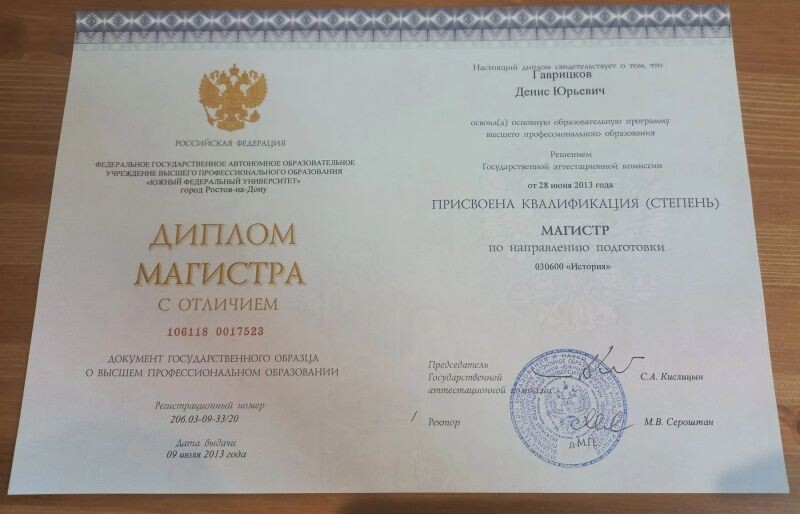 РОССИЙСКАЯ ФЕДЕРАЦИЯ
ФЕДЕРАЛЬНОЕ ГОСУДАРСТВЕННОЕ АВТОНОМНОЕ ОБРАЗОВАТЕЛЬНОЕ
УЧРЕЖДЕНИЕ ВЫСШЕГО ПРОФЕССИОНАЛЬНОГО ОБРАЗОВАНИЯ
«ЮЖНЫЙ ФЕДЕРАЛЬНЫЙ УНИВЕРСИТЕТ»
город Ростов-на-Дону
ДИПЛОМ
МАГИСТРА
С ОТЛИЧИЕМ
106118 0017523
ДОКУМЕНТ ГОСУДАРСТВЕННОГО ОБРАЗЦА
О ВЫСШЕМ ПРОФЕССИОНАЛЬНОМ ОБРАЗОВАНИИ
Регистрационный номер
206.03-09-33/20
Дата выдачи
09 июля 2013 года
Настоящий диплом свидетельствует о том, что
Гаврицков
Денис Юрьевич
освоил(а) основную образовательную программу
высшего профессионального образования
Решением
Государственной аттестационной комиссии
от 28 июня 2013 года
ПРИСВОЕНА КВАЛИФИКАЦИЯ (СТЕПЕНЬ)
МАГИСТР
по направлению подготовки
030600 «История»
Председатель
Государственной
аттестационной комиссии
С.А. Кислицын
/ Ректор
М.В. Сероштан
М.П.